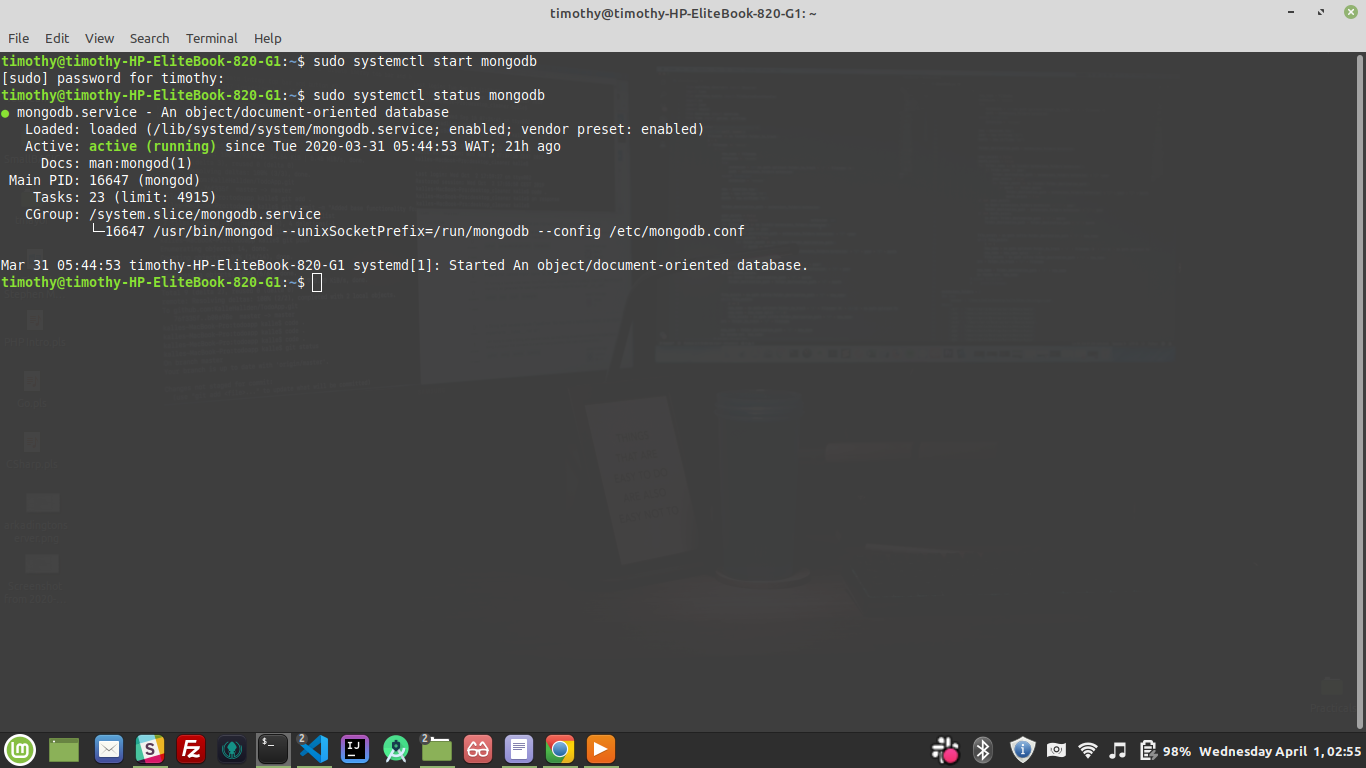 timothy@timothy-HP-EliteBook-820-G1: ~
File Edit View Search Terminal Help
timothy@timothy-HP-EliteBook-820-G1:~$ sudo systemctl start mongodb
[sudo] password for timothy:
timothy@timothy-HP-EliteBook-820-G1:~$ sudo systemctl status mongodb
● mongodb.service - An object/document-oriented database
Loaded: loaded (/lib/systemd/system/mongodb.service; enabled; vendor preset: enabled)
Active: active (running) since Tue 2020-03-31 05:44:53 WAT; 21h ago
Docs: man:mongod(1)
Main PID: 16647 (mongod)
Tasks: 23 (limit: 4915)
CGroup: /system.slice/mongodb.service
└─16647 /usr/bin/mongod --unixSocketPrefix=/run/mongodb --config /etc/mongodb.conf
Mar 31 05:44:53 timothy-HP-EliteBook-820-G1 systemd[1]: Started An object/document-oriented database.
timothy@timothy-HP-EliteBook-820-G1:~$
S Fz $_ 2 IJ 2 98% Wednesday April 1, 02:55